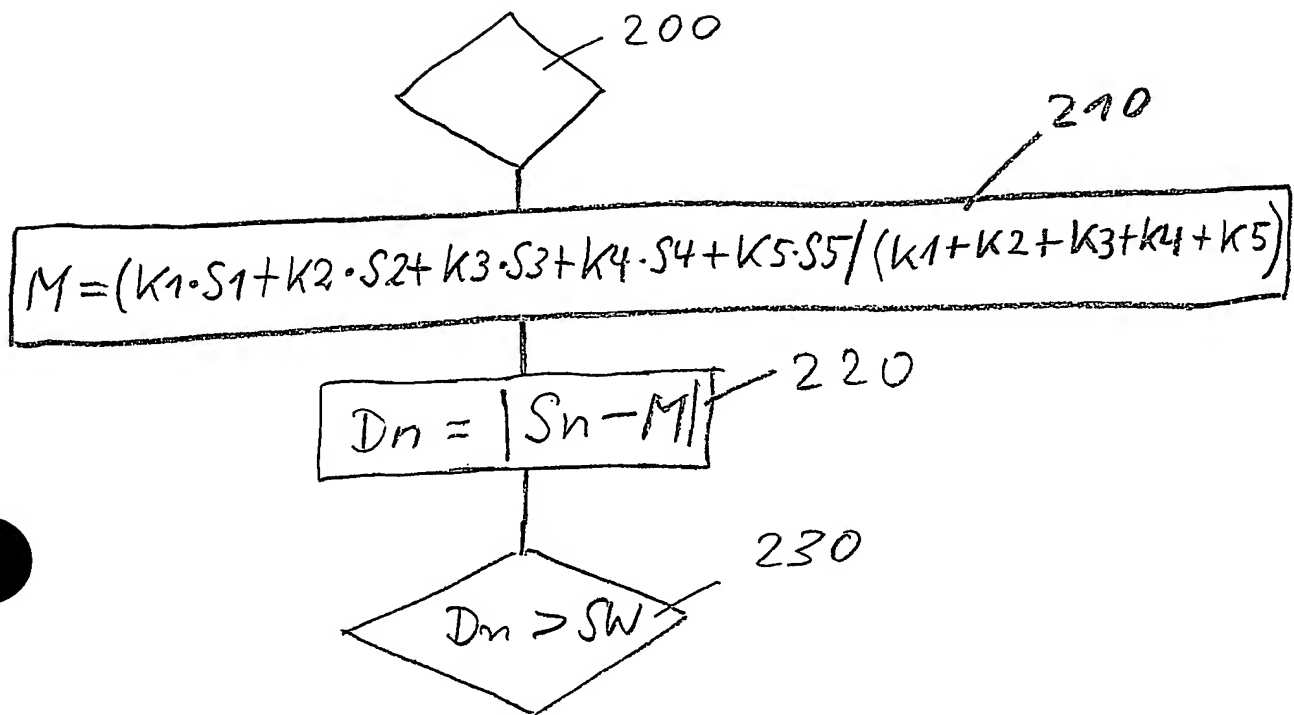 200
210
M=(K1·S1+K2·S2+K3·S3+K4·S4+K5·S5/(K1+K2+K3+K4+K5)
220
Dn = |Sn-M|
230
Dn > SW